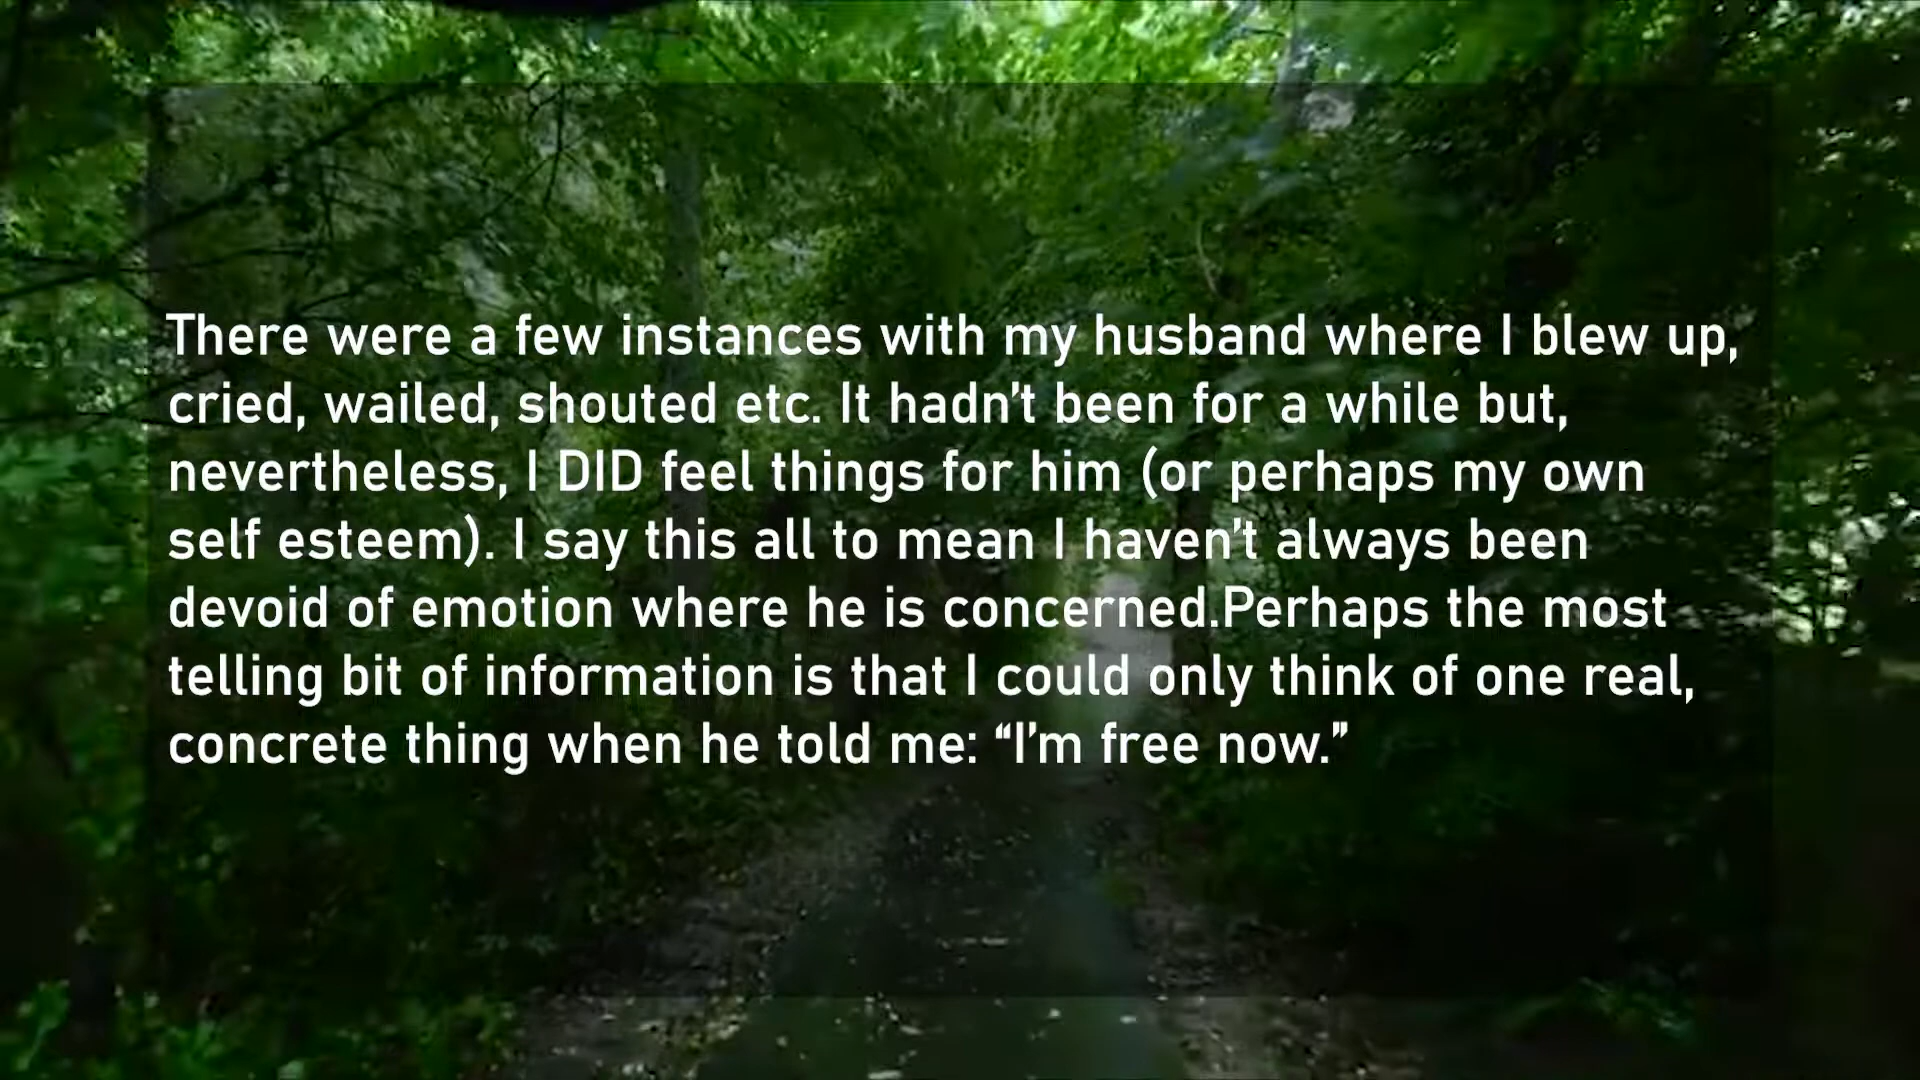 There were a few instances with my husband where I blew up,
cried, wailed, shouted etc. It hadn’t been for a while but,
nevertheless, I DID feel things for him (or perhaps my own
self esteem). I say this all to mean I haven’t always been
devoid of emotion where he is concerned.Perhaps the most
telling bit of information is that I could only think of one real,
concrete thing when he told me: “I’m free now.”